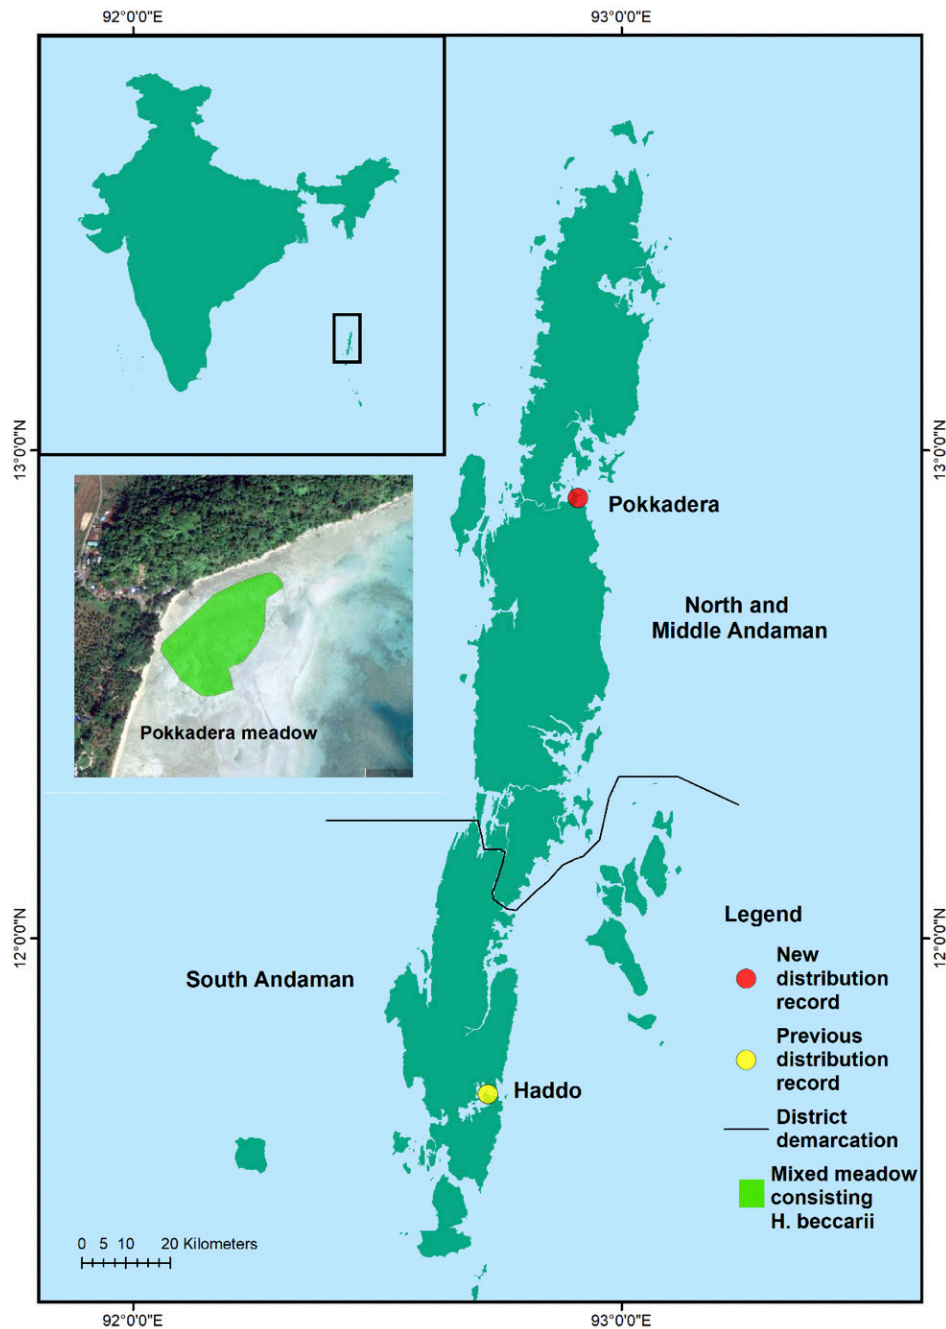 92°0'0"E
93°0'0"E
13°0'0"N
13°0'0"N
Pokkadera
North and
Middle Andaman
Pokkadera meadow
12°0'0"N
12°0'0"N
South Andaman
Haddo
Legend
New
distribution
record
Previous
distribution
record
District
demarcation
Mixed meadow
consisting
H. beccarii
0 5 10 20 Kilometers
92°0'0"E
93°0'0"E